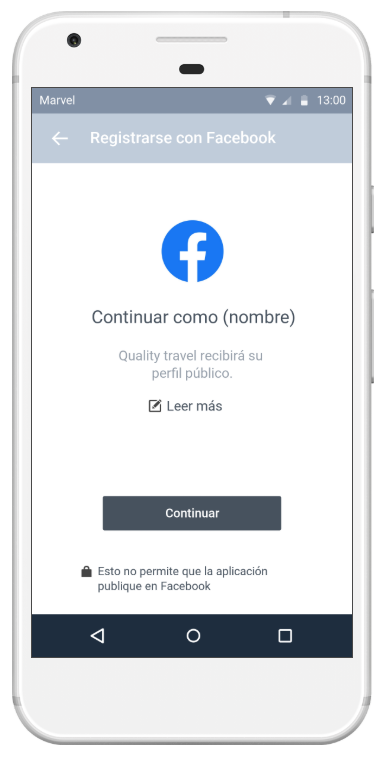 Marvel
13:00
Registrarse con Facebook
Continuar como (nombre)
Quality travel recibirá su
perfil público.
Leer más
Continuar
Esto no permite que la aplicación
publique en Facebook